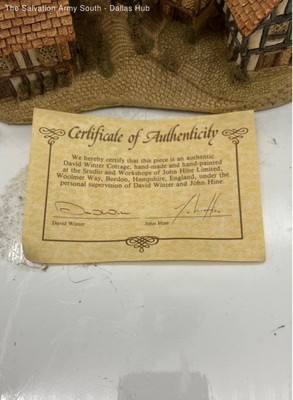 The Salvation Army South - Dallas Hub
Certificate of Authenticity
We hereby certify that this piece is an authentic
David Winter Cottage, hand-made and hand-painted
at the Studio and Workshops of John Hine Limited,
Woolmer Way, Bordon, Hampshire, England, under the
personal supervision of David Winter and John Hine.
David Winter John Hine